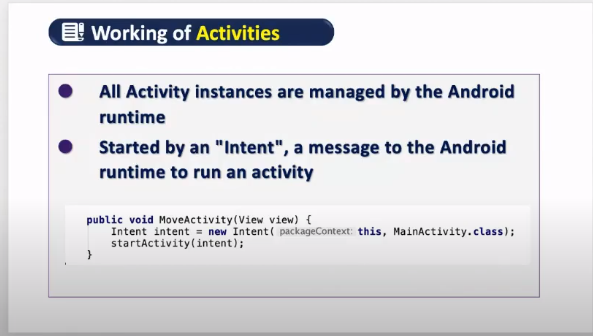 Working of Activities
All Activity instances are managed by the Android
runtime
Started by an "Intent", a message to the Android
runtime to run an activity
public void MoveActivity(View view) {
Intent intent = new Intent( packageContext: this, MainActivity.class);
startActivity(intent);
}